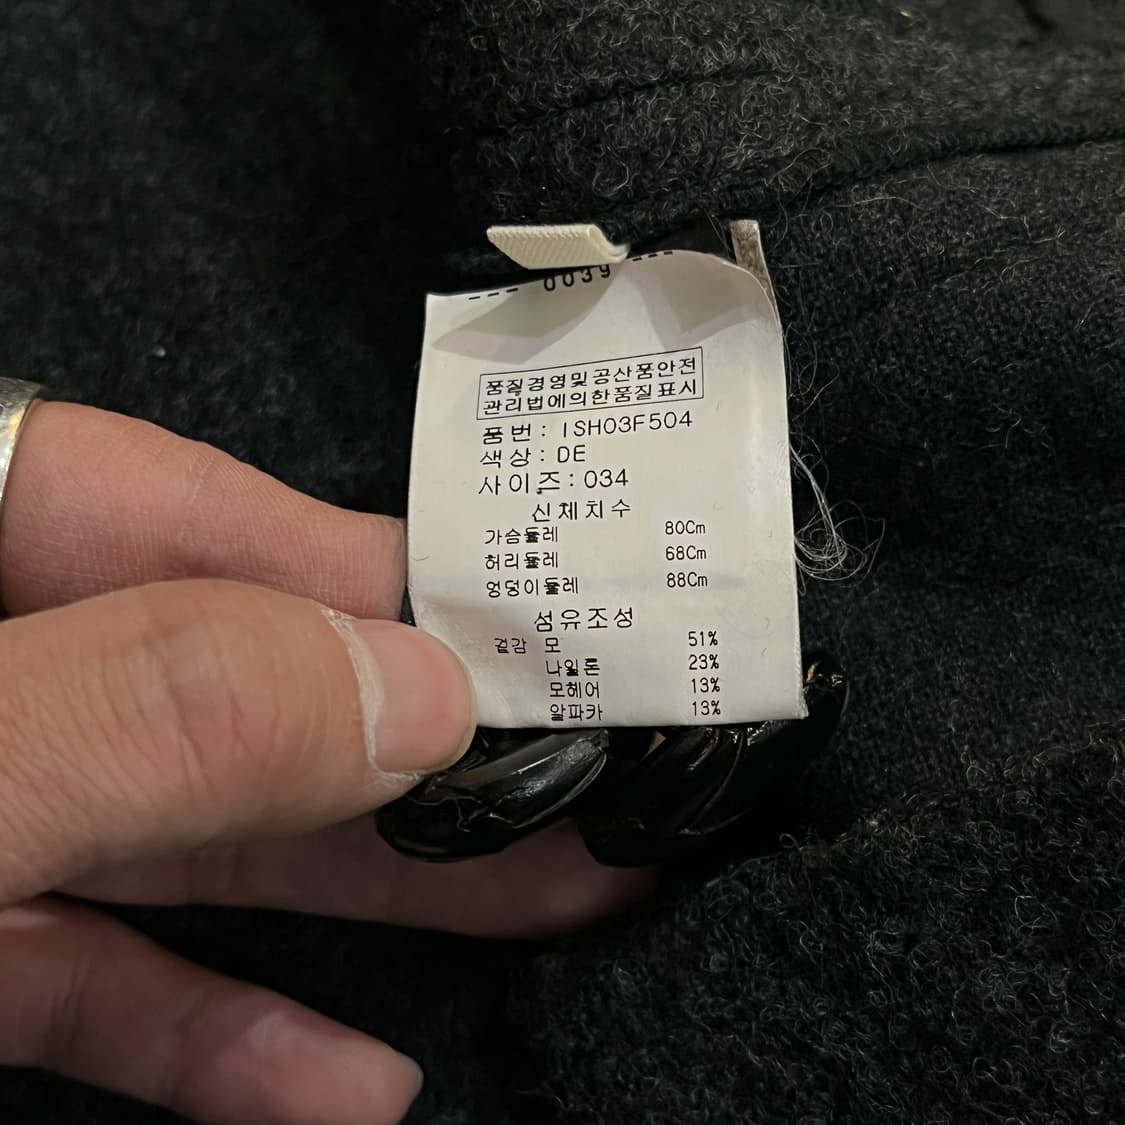 --- 0039 ---
품질경영및공산품안전
관리법에의한품질표시
품번: ISH03F504
색상: DE
사이즈: 034
신체치수
가슴둘레 80Cm
허리둘레 68Cm
엉덩이둘레 88Cm
섬유조성
겉감 모 51%
나일론 23%
모헤어 13%
알파카 13%